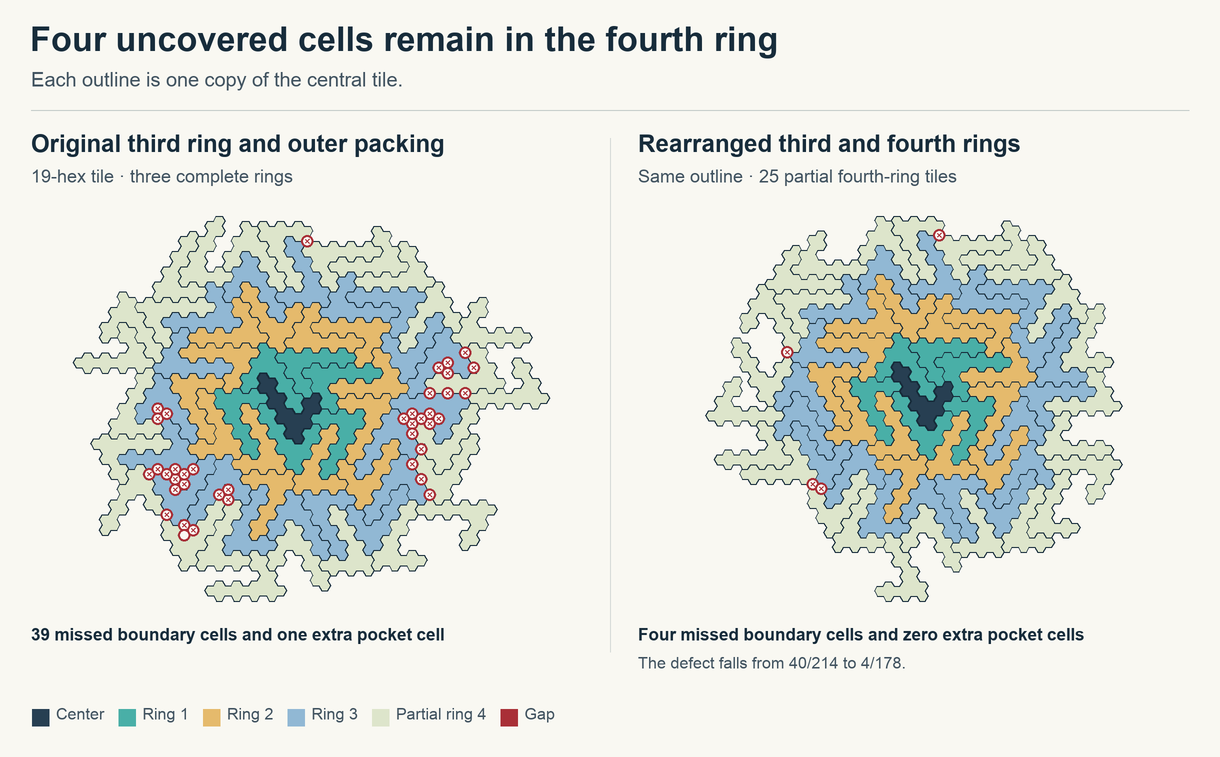 Four uncovered cells remain in the fourth ring
Each outline is one copy of the central tile.
Original third ring and outer packing
19-hex tile · three complete rings
39 missed boundary cells and one extra pocket cell
Rearranged third and fourth rings
Same outline · 25 partial fourth-ring tiles
Four missed boundary cells and zero extra pocket cells
The defect falls from 40/214 to 4/178.
Center Ring 1 Ring 2 Ring 3 Partial ring 4 Gap